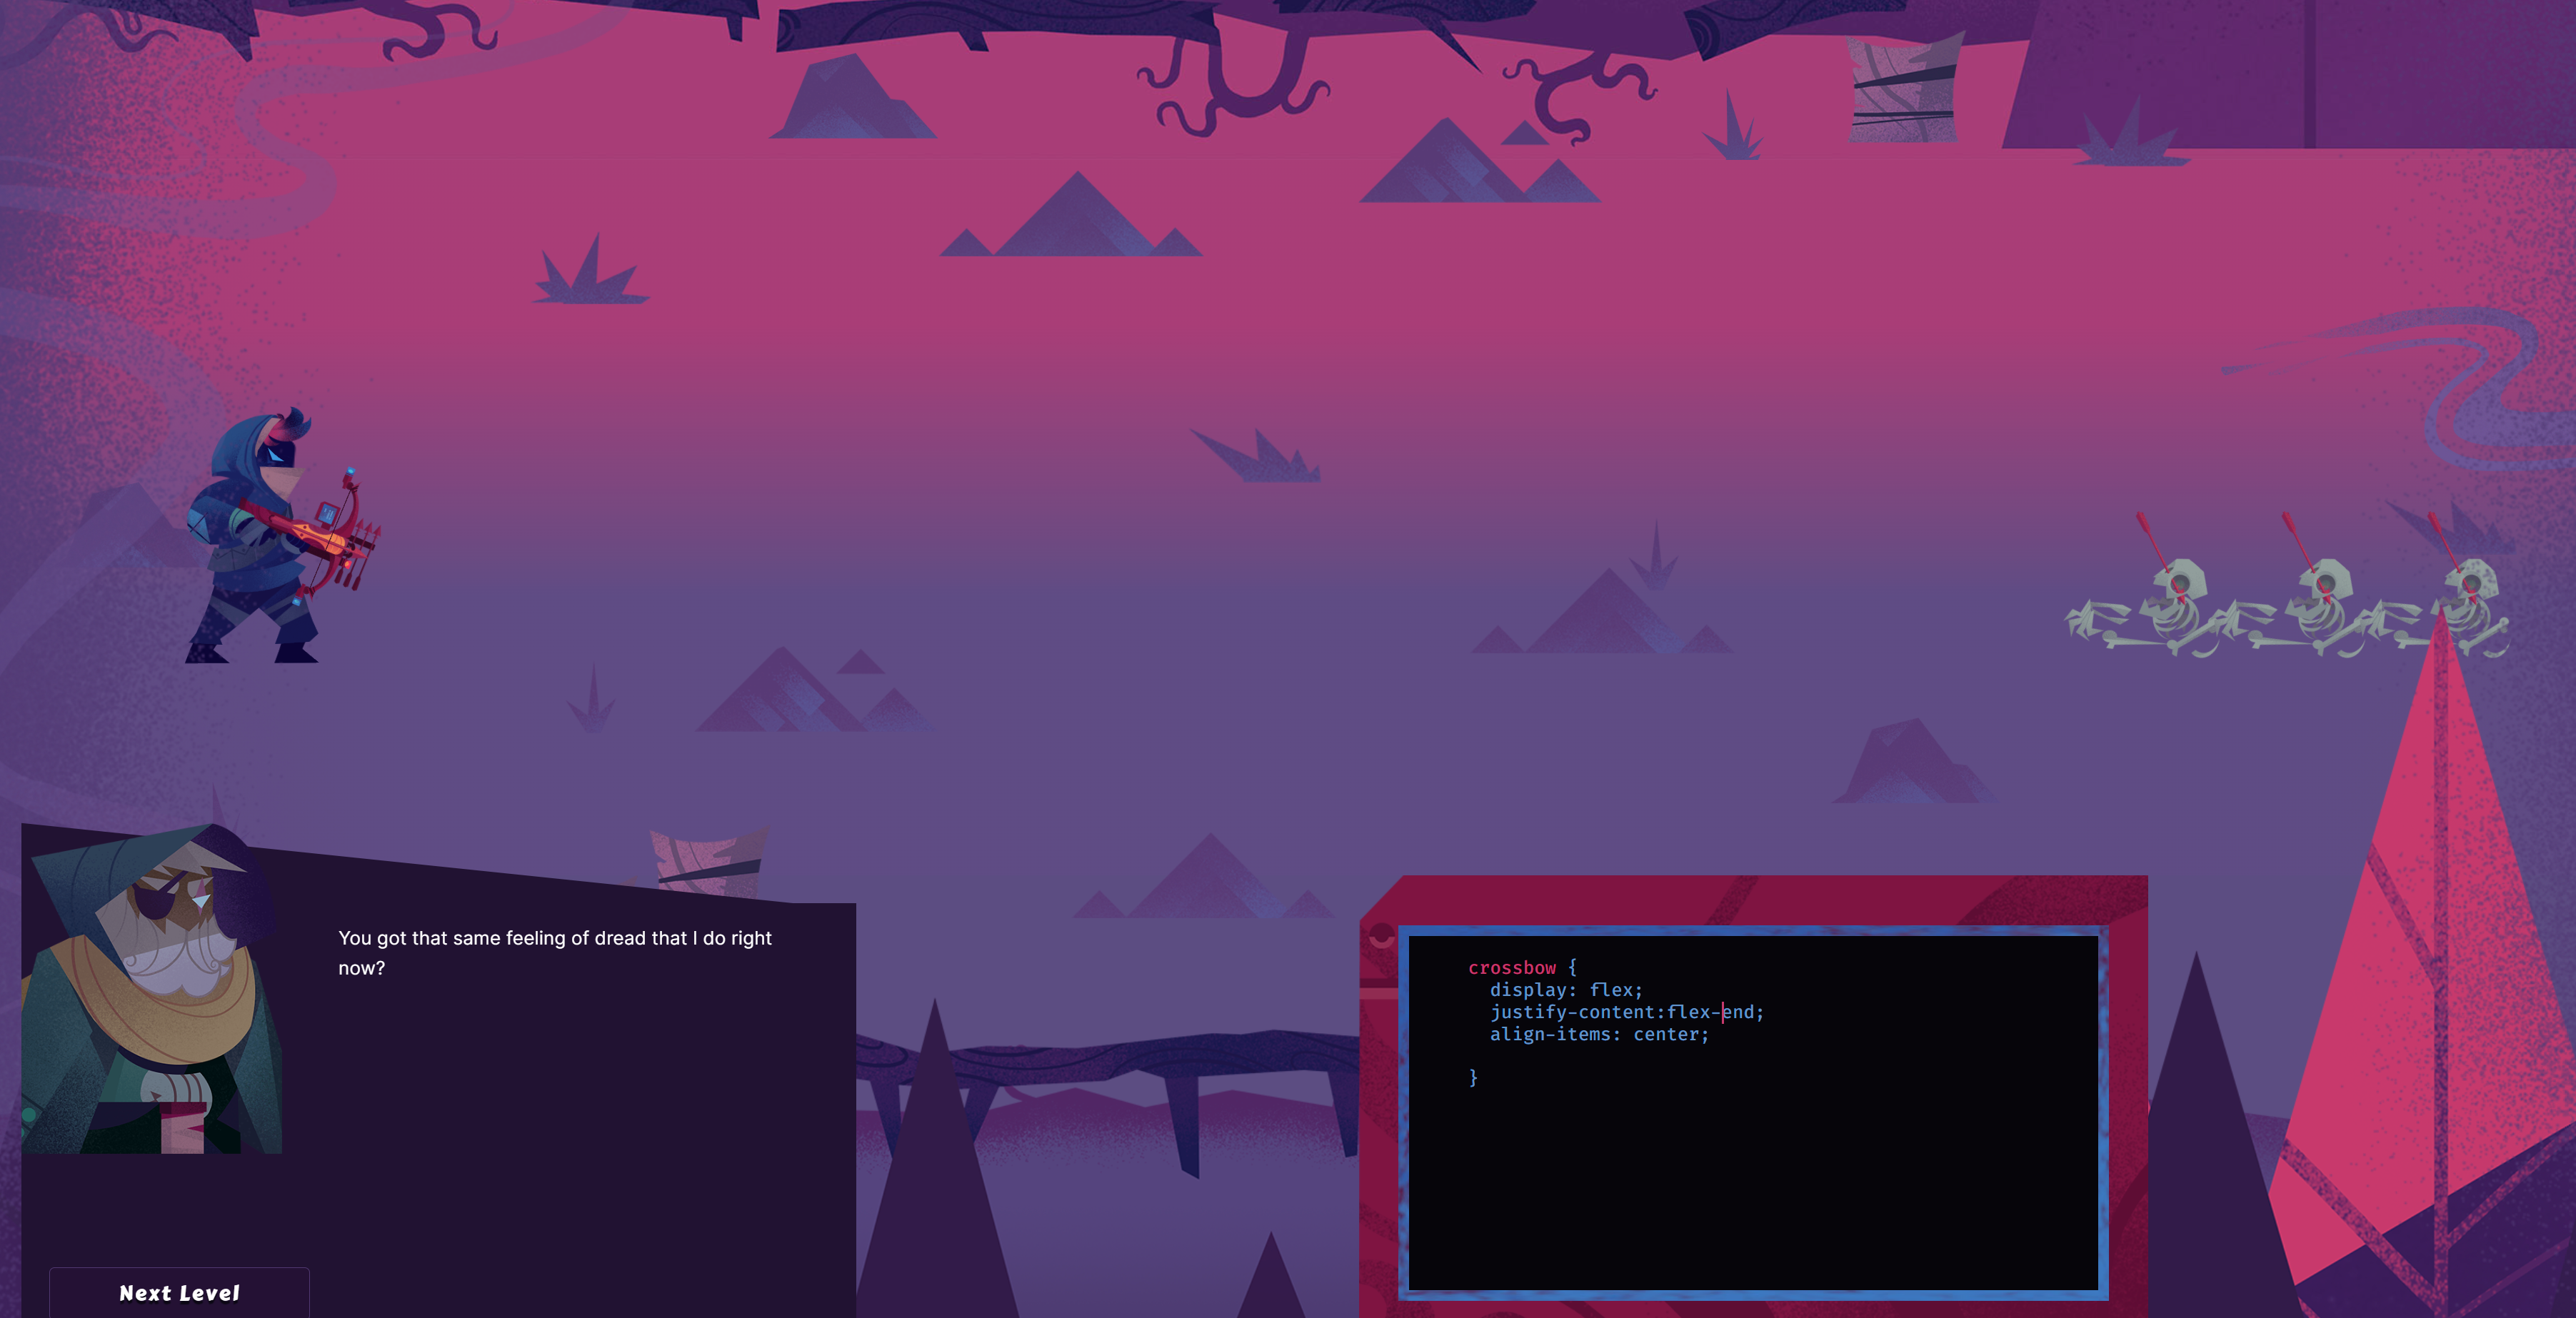 You got that same feeling of dread that I do right
now?
Next Level
crossbow {
  display: flex;
  justify-content:flex-end;
  align-items: center;
}